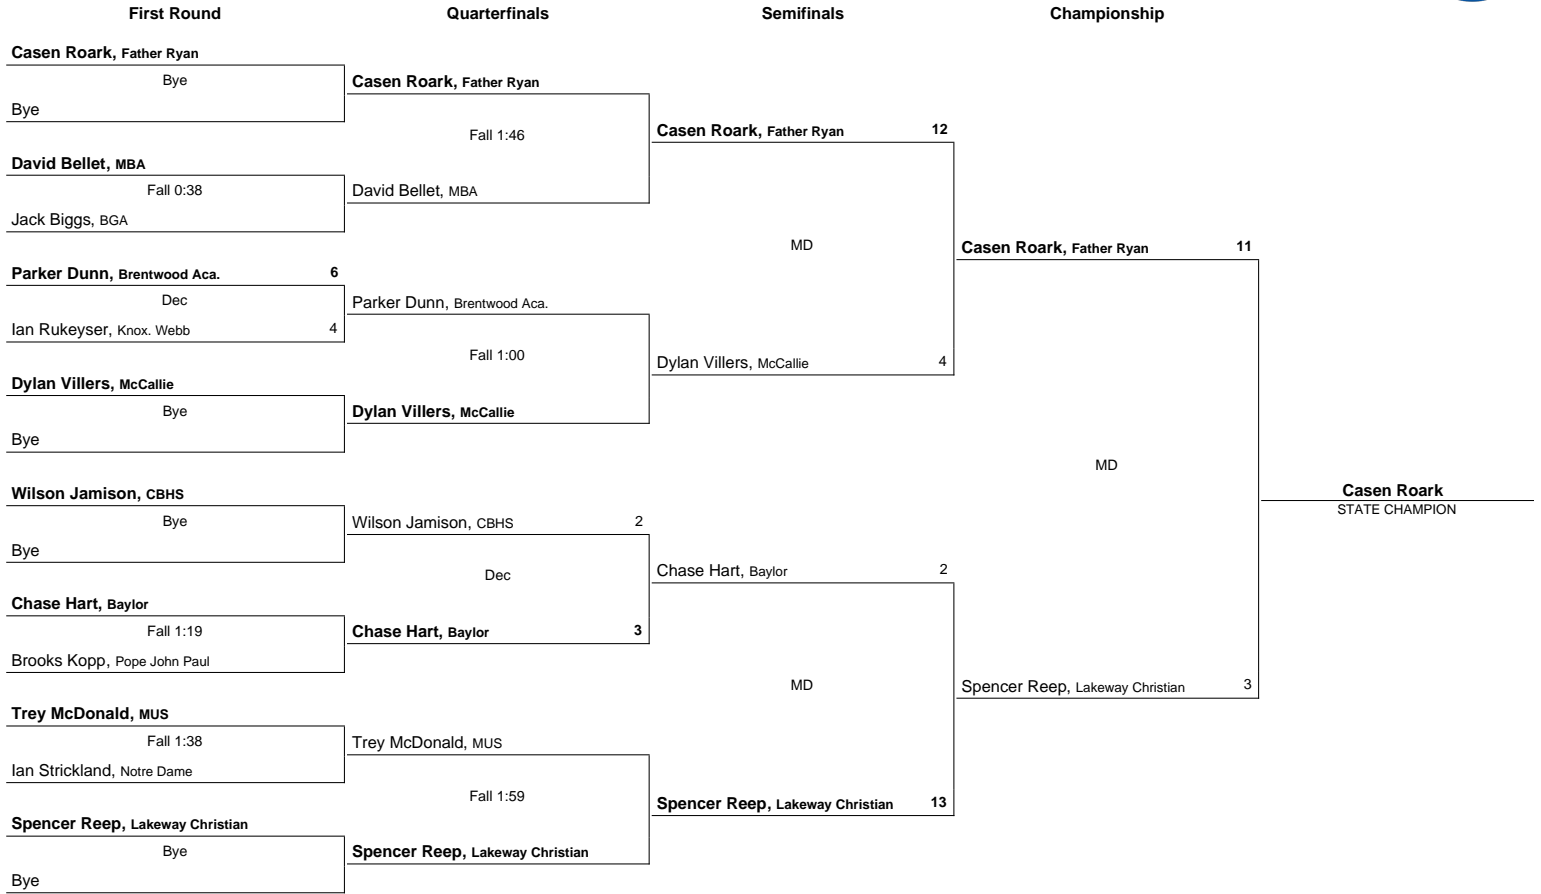 First Round
Quarterfinals
Semifinals
Championship
Casen Roark, Father Ryan
Bye
Bye
David Bellet, MBA
Fall 0:38
Jack Biggs, BGA
Parker Dunn, Brentwood Aca. 6
Dec
Ian Rukeyser, Knox. Webb 4
Dylan Villers, McCallie
Bye
Bye
Wilson Jamison, CBHS
Bye
Bye
Chase Hart, Baylor
Fall 1:19
Brooks Kopp, Pope John Paul
Trey McDonald, MUS
Fall 1:38
Ian Strickland, Notre Dame
Spencer Reep, Lakeway Christian
Bye
Bye
Casen Roark, Father Ryan
Fall 1:46
David Bellet, MBA
Parker Dunn, Brentwood Aca.
Fall 1:00
Dylan Villers, McCallie
Wilson Jamison, CBHS 2
Dec
Chase Hart, Baylor 3
Trey McDonald, MUS
Fall 1:59
Spencer Reep, Lakeway Christian
Casen Roark, Father Ryan 12
MD
Dylan Villers, McCallie 4
Chase Hart, Baylor 2
MD
Spencer Reep, Lakeway Christian 13
Casen Roark, Father Ryan 11
MD
Spencer Reep, Lakeway Christian 3
Casen Roark
STATE CHAMPION